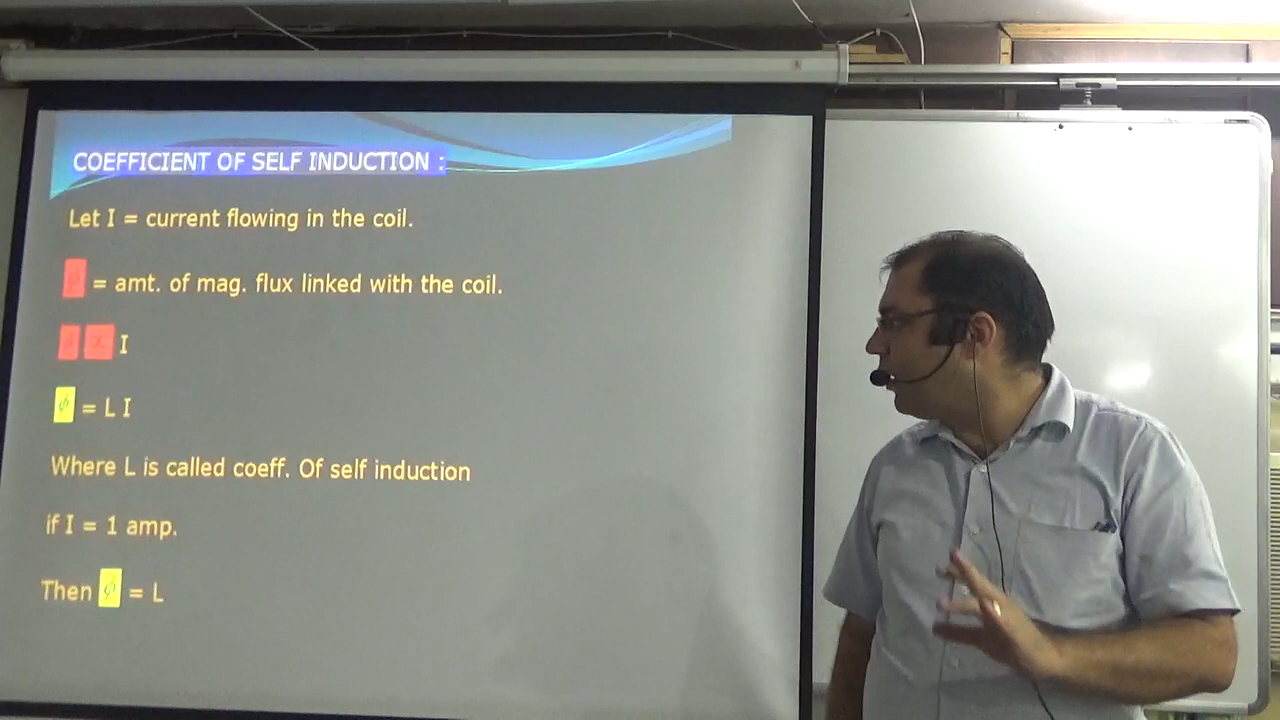 COEFFICIENT OF SELF INDUCTION :
Let I = current flowing in the coil.
ϕ = amt. of mag. flux linked with the coil.
ϕ ∝ I
ϕ = L I
Where L is called coeff. Of self induction
if I = 1 amp.
Then ϕ = L